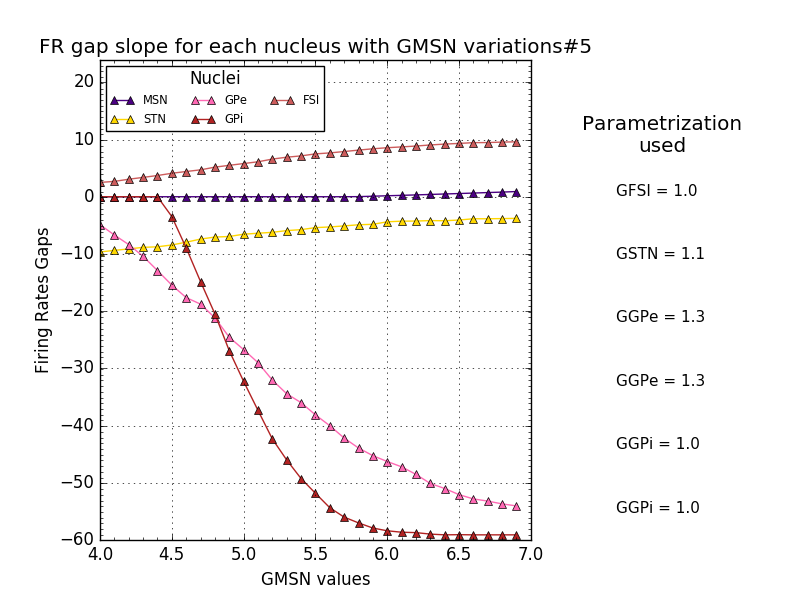 FR gap slope for each nucleus with GMSN variations#5
Nuclei
MSN GPe FSI
STN GPi
20
10
0
−10
−20
−30
−40
−50
−60
Firing Rates Gaps
4.0 4.5 5.0 5.5 6.0 6.5 7.0
GMSN values
Parametrization
used
GFSI = 1.0
GSTN = 1.1
GGPe = 1.3
GGPe = 1.3
GGPi = 1.0
GGPi = 1.0